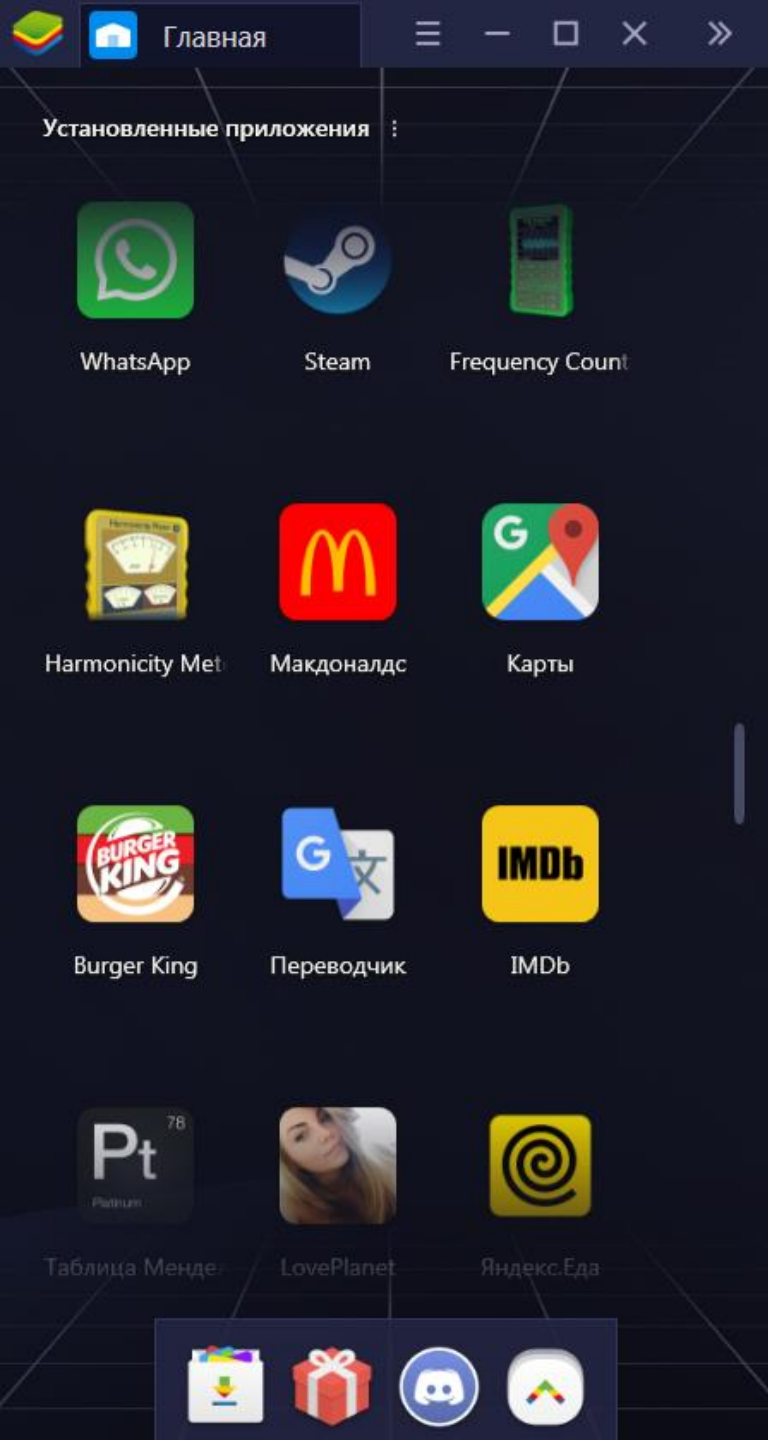 Главная
Установленные приложения
WhatsApp
Steam
Frequency Count
Harmonicity Met
Макдоналдс
G
Карты
BURGER
KING
Burger King
G 文
Переводчик
IMDb
IMDb
78
Pt
Platinum
Таблица Менде
LovePlanet
Яндекс.Еда